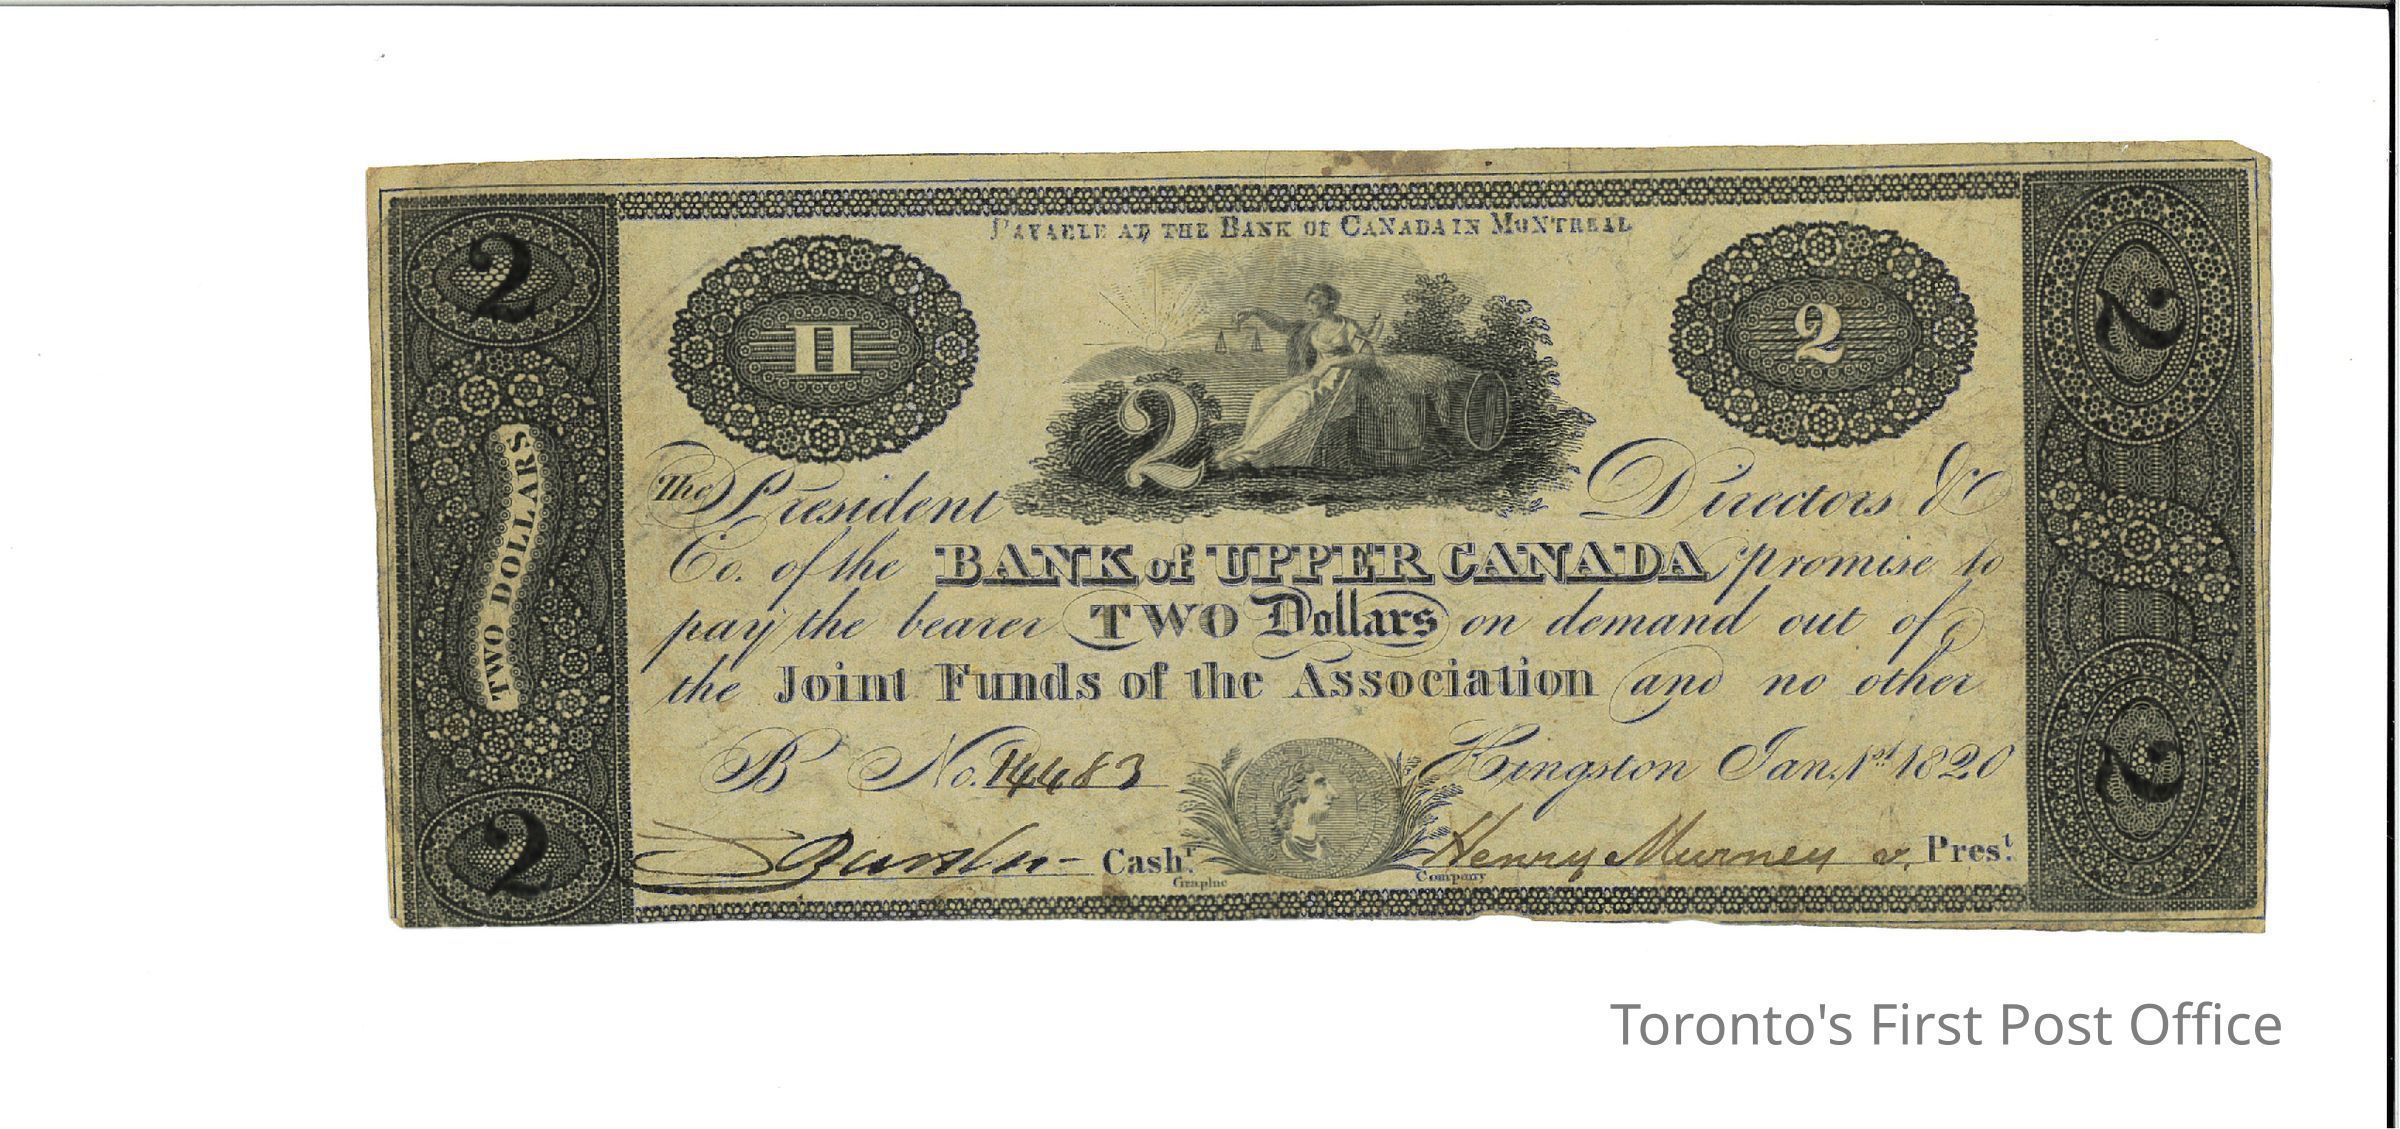 PAYABLE AT THE BANK OF CANADA IN MONTREAL
2
II
2
2
2
TWO DOLLARS
The President Directors &
Co. of the BANK of UPPER CANADA promise to
pay the bearer TWO Dollars on demand out of
the Joint Funds of the Association and no other
B No. 14483 Kingston Jan. 1st. 1820
Cashr. Henry Murney v. Prest.
Graphic Company
2
2
Toronto's First Post Office